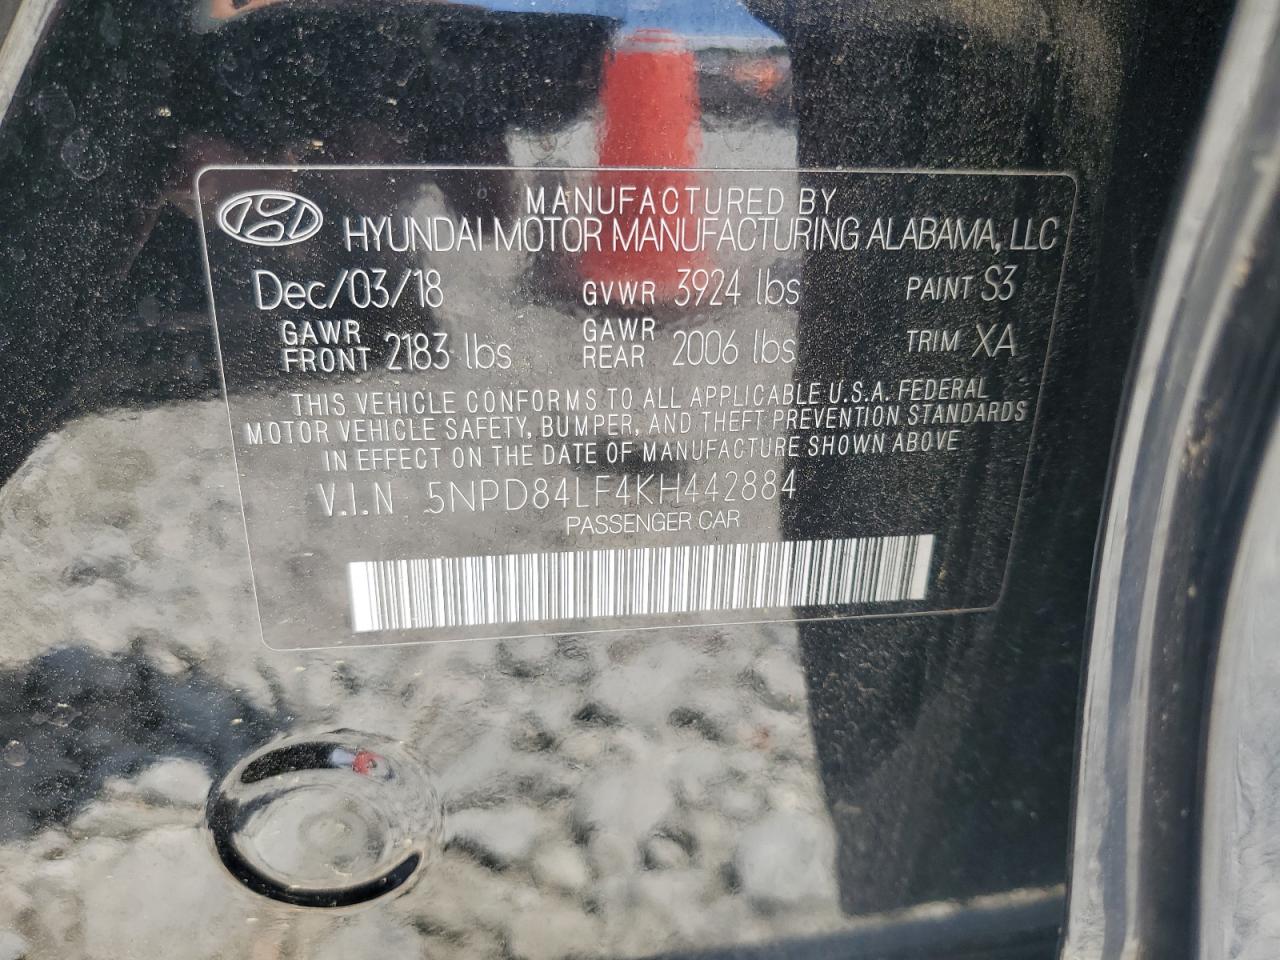 MANUFACTURED BY
HYUNDAI MOTOR MANUFACTURING ALABAMA, LLC
Dec/03/18 GVWR 3924 lbs PAINT S3
GAWR FRONT 2183 lbs GAWR REAR 2006 lbs TRIM XA
THIS VEHICLE CONFORMS TO ALL APPLICABLE U.S.A. FEDERAL
MOTOR VEHICLE SAFETY, BUMPER, AND THEFT PREVENTION STANDARDS
IN EFFECT ON THE DATE OF MANUFACTURE SHOWN ABOVE
V.I.N 5NPD84LF4KH442884
PASSENGER CAR